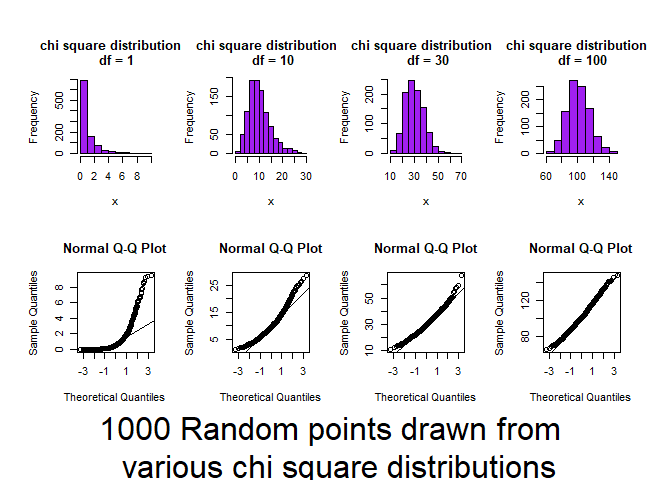 chi square distribution
df = 1
chi square distribution
df = 10
chi square distribution
df = 30
chi square distribution
df = 100
Frequency
0 200 500
0 2 4 6 8
x
Frequency
0 50 150
0 10 20 30
x
Frequency
0 100 200
10 30 50 70
x
Frequency
0 100 200
60 100 140
x
Normal Q-Q Plot
Normal Q-Q Plot
Normal Q-Q Plot
Normal Q-Q Plot
Sample Quantiles
0 2 4 6 8
-3 -1 1 3
Theoretical Quantiles
Sample Quantiles
5 15 25
-3 -1 1 3
Theoretical Quantiles
Sample Quantiles
10 30 50
-3 -1 1 3
Theoretical Quantiles
Sample Quantiles
80 120
-3 -1 1 3
Theoretical Quantiles
1000 Random points drawn from
various chi square distributions